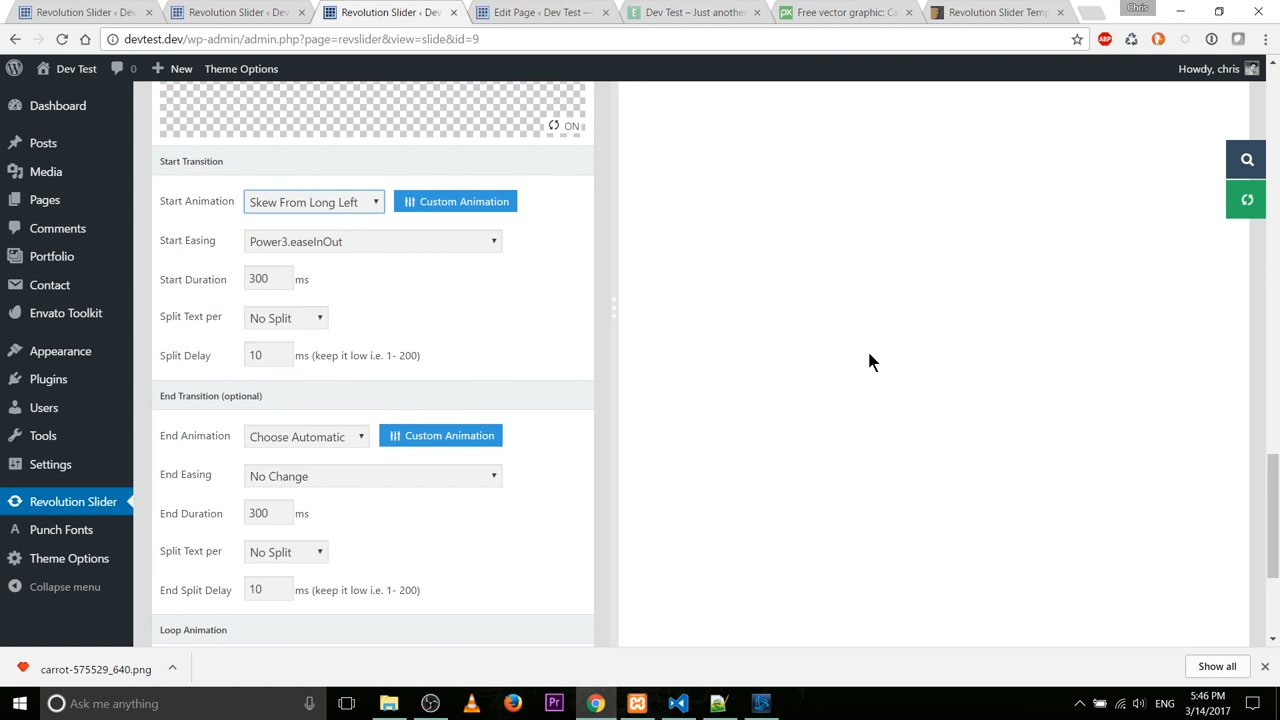 Revolution Slider ‹ Dev
Revolution Slider ‹ Dev
Revolution Slider ‹ Dev
Edit Page ‹ Dev Test —
Dev Test – Just anothe
Free vector graphic: Ca
Revolution Slider Temp
Chris
devtest.dev/wp-admin/admin.php?page=revslider&view=slide&id=9
ABP
Dev Test
0
New
Theme Options
Howdy, chris
Dashboard
Posts
Media
Pages
Comments
Portfolio
Contact
Envato Toolkit
Appearance
Plugins
Users
Tools
Settings
Revolution Slider
Punch Fonts
Theme Options
Collapse menu
ON
Start Transition
Start Animation Skew From Long Left Custom Animation
Start Easing Power3.easeInOut
Start Duration 300 ms
Split Text per No Split
Split Delay 10 ms (keep it low i.e. 1- 200)
End Transition (optional)
End Animation Choose Automatic Custom Animation
End Easing No Change
End Duration 300 ms
Split Text per No Split
End Split Delay 10 ms (keep it low i.e. 1- 200)
Loop Animation
carrot-575529_640.png
Show all
Ask me anything
Pr
ENG
5:46 PM
3/14/2017